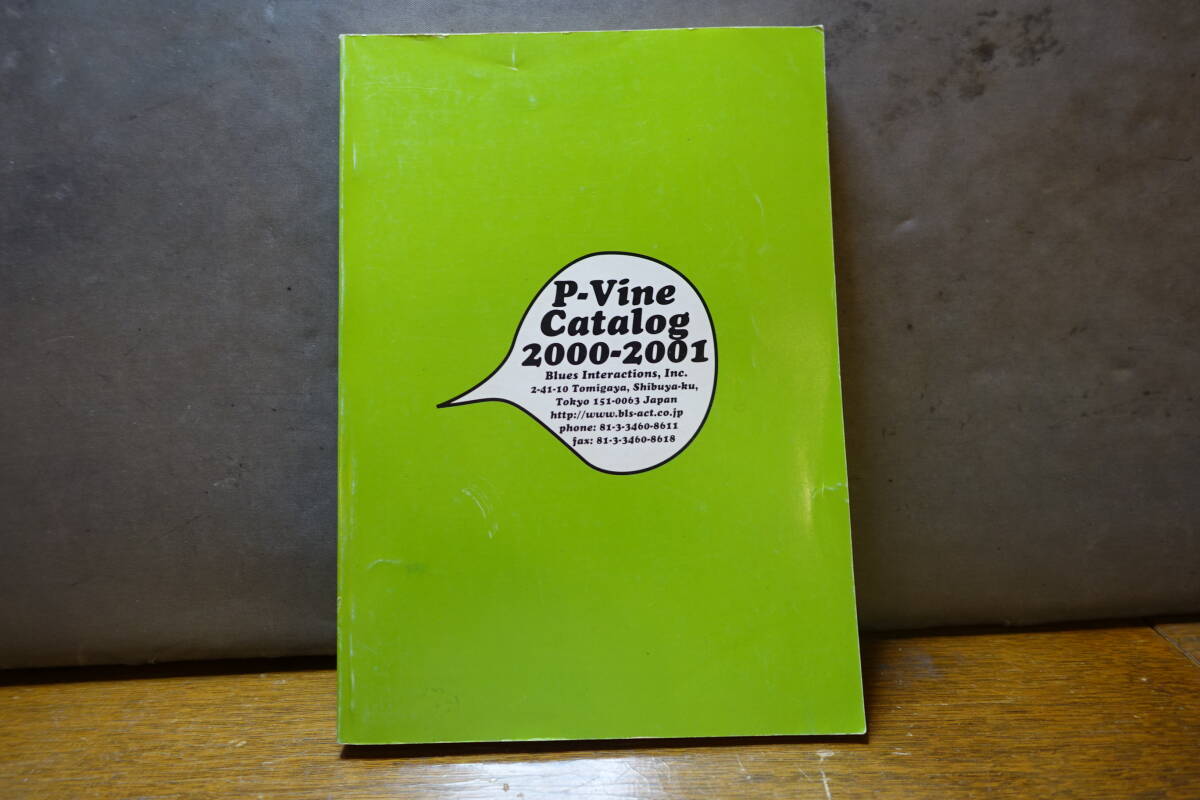 P-Vine
Catalog
2000-2001
Blues Interactions, Inc.
2-41-10 Tomigaya, Shibuya-ku,
Tokyo 151-0063 Japan
http://www.bls-act.co.jp
phone: 81-3-3460-8611
fax: 81-3-3460-8618